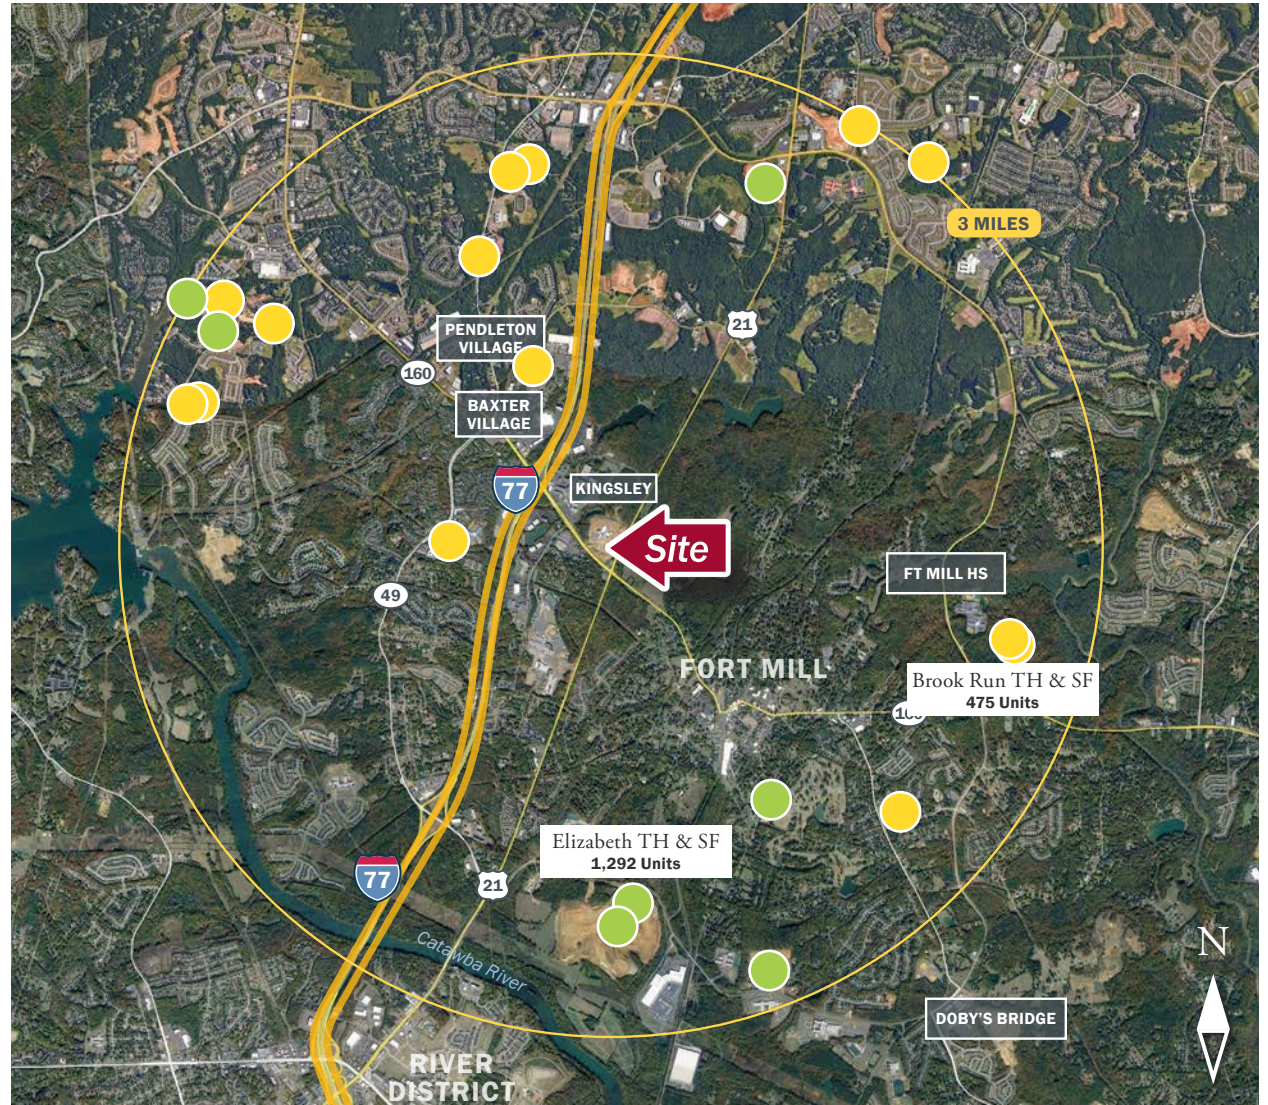 3 MILES
21
PENDLETON
VILLAGE
160
BAXTER
VILLAGE
77
KINGSLEY
Site
FT MILL HS
49
FORT MILL
Brook Run TH & SF
475 Units
Elizabeth TH & SF
1,292 Units
77
21
Catawba River
N
DOBY'S BRIDGE
RIVER
DISTRICT